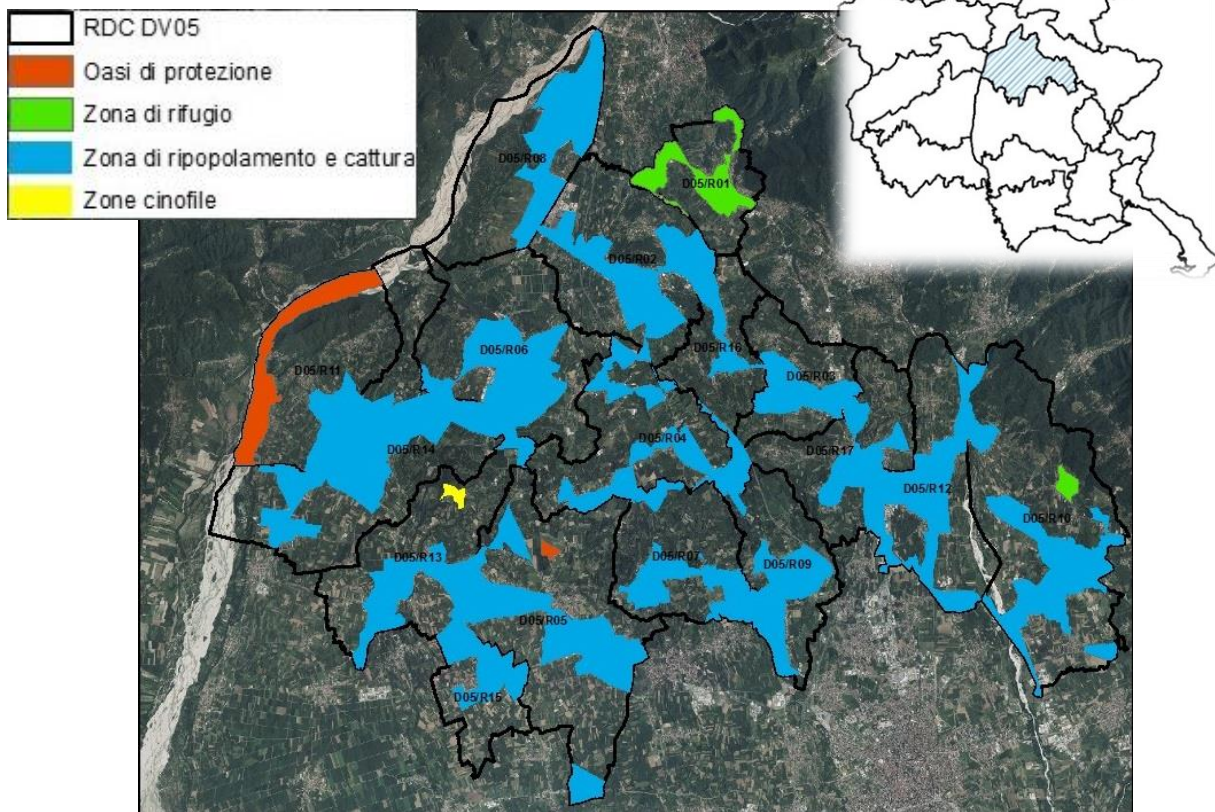 RDC DV05
Oasi di protezione
Zona di rifugio
Zona di ripopolamento e cattura
Zone cinofile
D05/R08
D05/R01
D05/R02
D05/R06
D05/R16
D05/R03
D05/R11
D05/R04
D05/R14
D05/R17
D05/R12
D05/R10
D05/R13
D05/R07
D05/R09
D05/R05
D05/R15